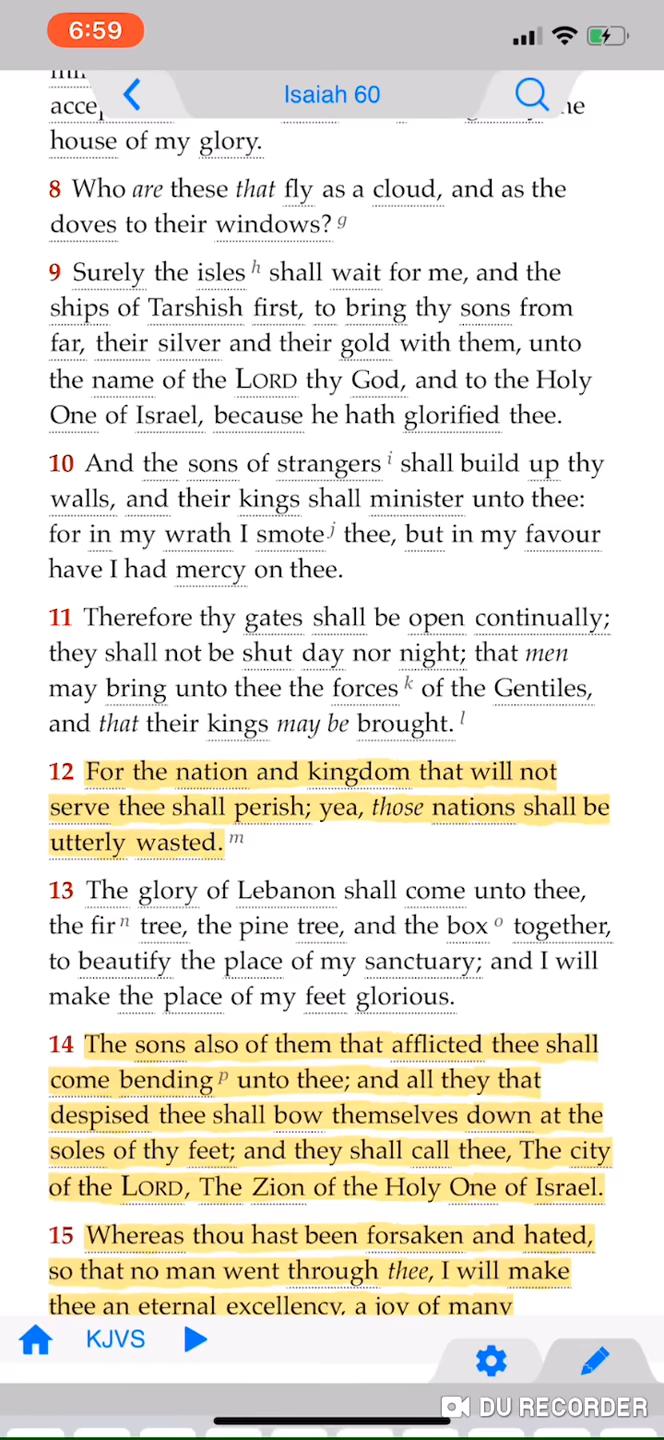 6:59
Isaiah 60
house of my glory.
8 Who are these that fly as a cloud, and as the
doves to their windows? g
9 Surely the isles h shall wait for me, and the
ships of Tarshish first, to bring thy sons from
far, their silver and their gold with them, unto
the name of the LORD thy God, and to the Holy
One of Israel, because he hath glorified thee.
10 And the sons of strangers i shall build up thy
walls, and their kings shall minister unto thee:
for in my wrath I smote j thee, but in my favour
have I had mercy on thee.
11 Therefore thy gates shall be open continually;
they shall not be shut day nor night; that men
may bring unto thee the forces k of the Gentiles,
and that their kings may be brought. l
12 For the nation and kingdom that will not
serve thee shall perish; yea, those nations shall be
utterly wasted. m
13 The glory of Lebanon shall come unto thee,
the fir n tree, the pine tree, and the box o together,
to beautify the place of my sanctuary; and I will
make the place of my feet glorious.
14 The sons also of them that afflicted thee shall
come bending p unto thee; and all they that
despised thee shall bow themselves down at the
soles of thy feet; and they shall call thee, The city
of the LORD, The Zion of the Holy One of Israel.
15 Whereas thou hast been forsaken and hated,
so that no man went through thee, I will make
thee an eternal excellency, a joy of many
KJVS
DU RECORDER